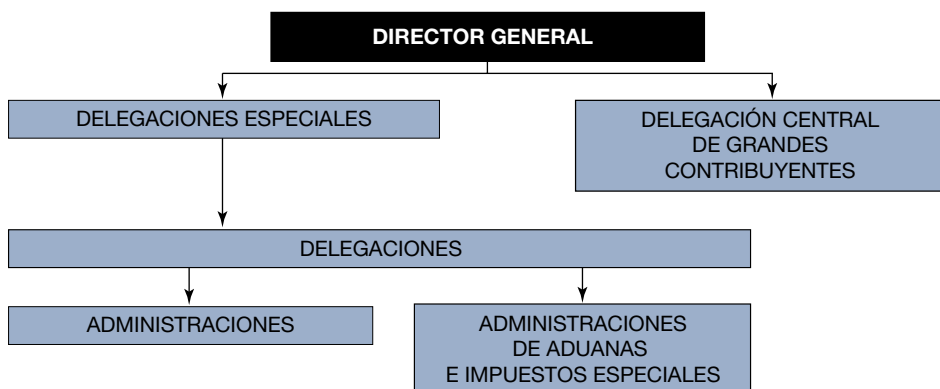 DIRECTOR GENERAL
DELEGACIONES ESPECIALES
DELEGACIÓN CENTRAL
DE GRANDES
CONTRIBUYENTES
DELEGACIONES
ADMINISTRACIONES
ADMINISTRACIONES
DE ADUANAS
E IMPUESTOS ESPECIALES